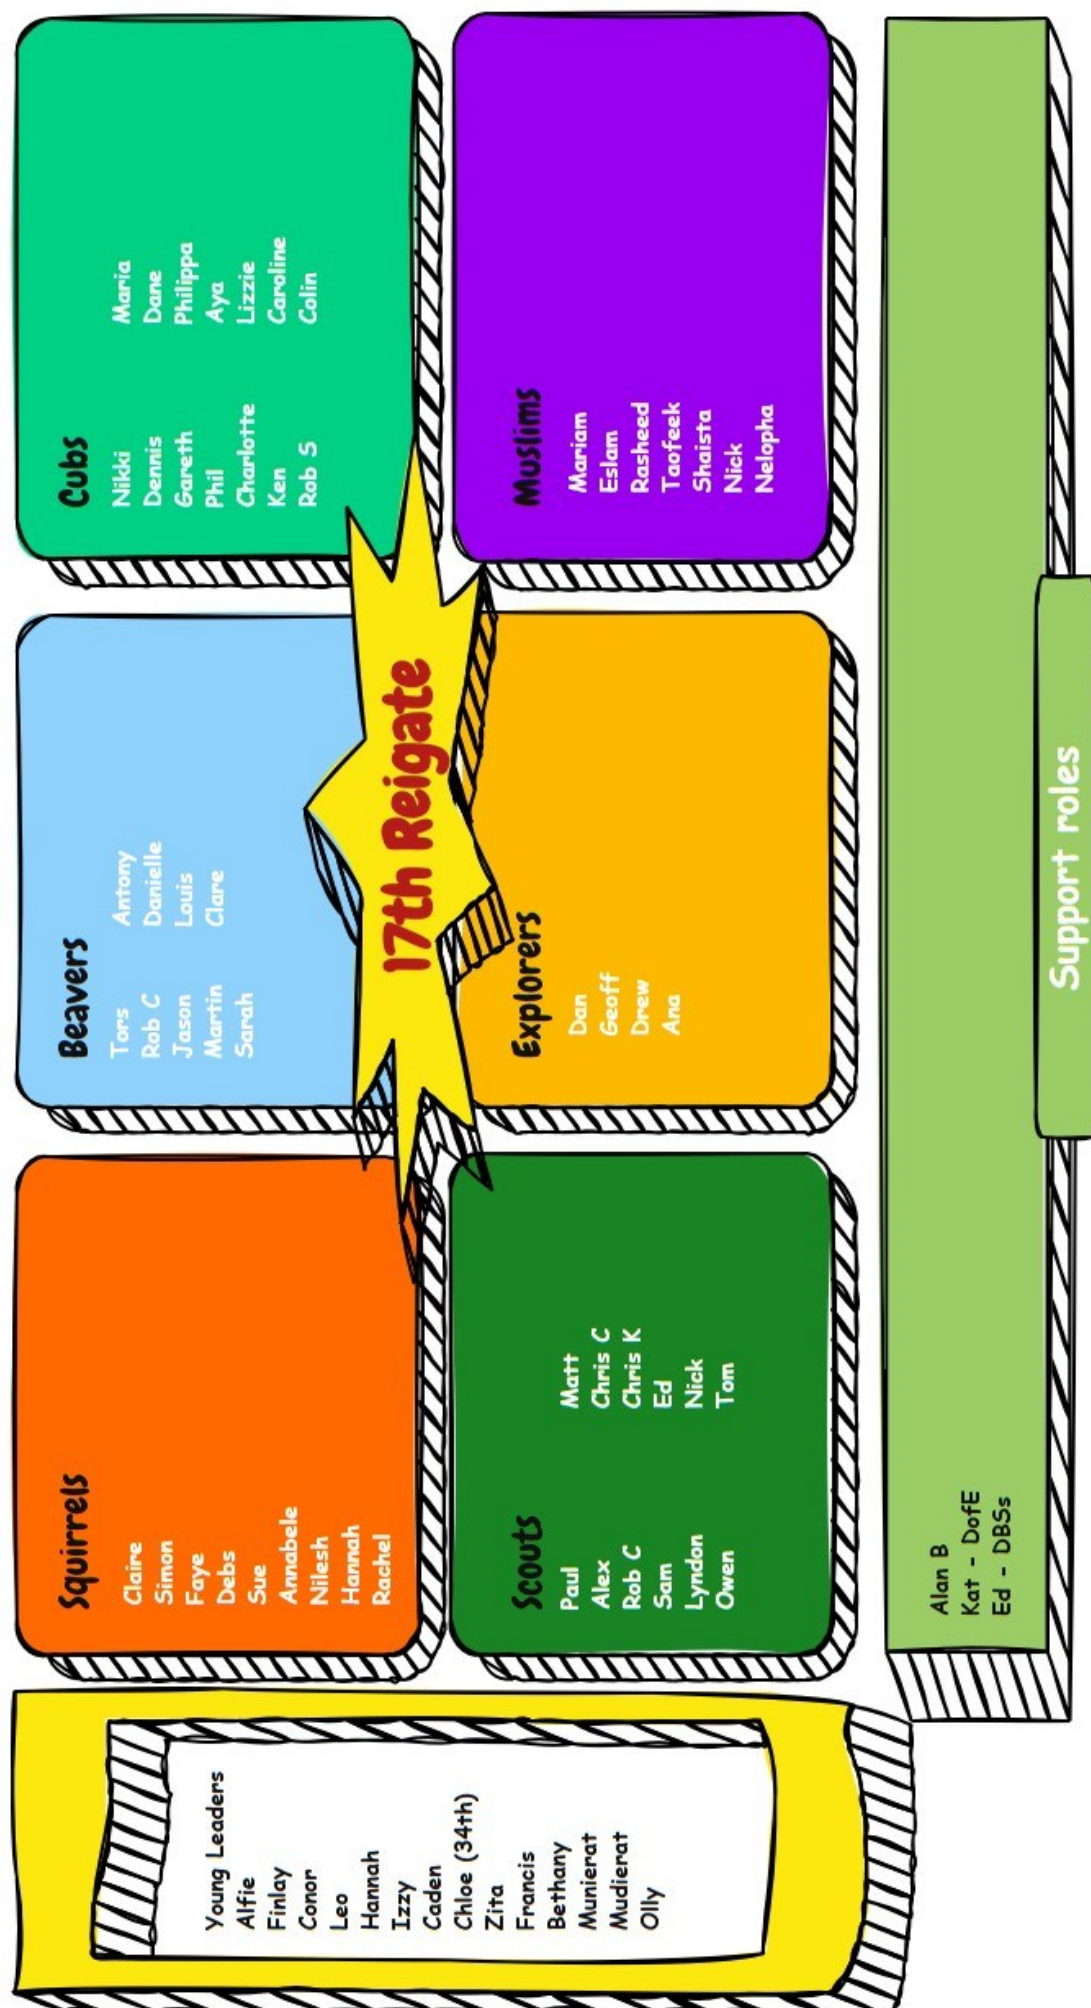 Young Leaders
Alfie
Finlay
Conor
Leo
Hannah
Izzy
Caden
Chloe (34th)
Zita
Francis
Bethany
Munierat
Mudierat
Olly
Squirrels
Claire
Simon
Faye
Debs
Sue
Annabele
Nilesh
Hannah
Rachel
Beavers
Tors
Rob C
Jason
Martin
Sarah
Antony
Danielle
Louis
Clare
Cubs
Nikki
Dennis
Gareth
Phil
Charlotte
Ken
Rob S
Maria
Dane
Philippa
Aya
Lizzie
Caroline
Colin
17th Reigate
Scouts
Paul
Alex
Rob C
Sam
Lyndon
Owen
Matt
Chris C
Chris K
Ed
Nick
Tom
Explorers
Dan
Geoff
Drew
Ana
Muslims
Mariam
Eslam
Rasheed
Taofeek
Shaista
Nick
Nelopha
Alan B
Kat - DofE
Ed - DBSs
Support roles